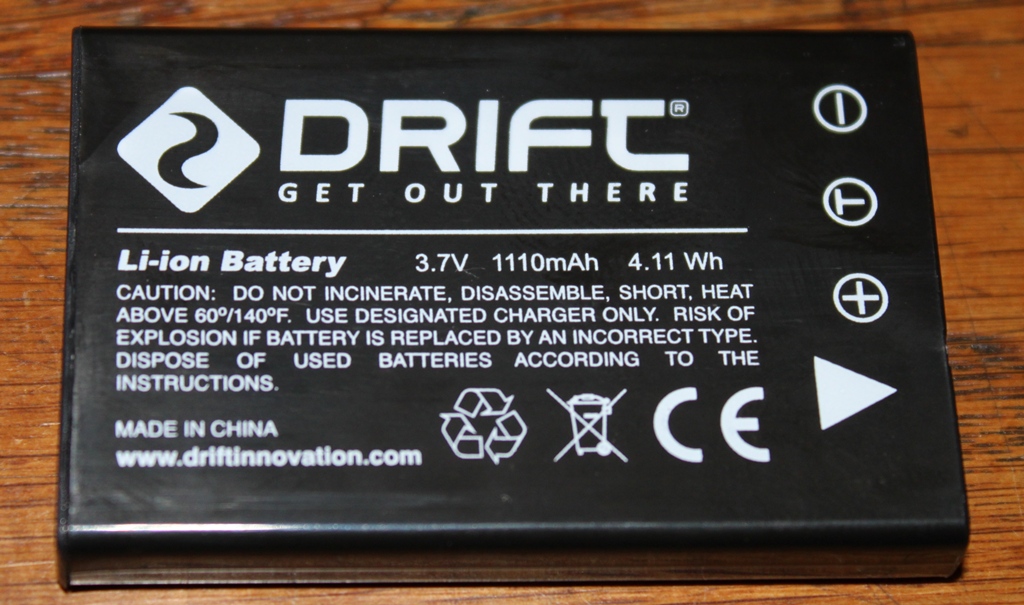 DRIFT®
GET OUT THERE
Li-ion Battery 3.7V 1110mAh 4.11 Wh
CAUTION: DO NOT INCINERATE, DISASSEMBLE, SHORT, HEAT
ABOVE 60º/140ºF. USE DESIGNATED CHARGER ONLY. RISK OF
EXPLOSION IF BATTERY IS REPLACED BY AN INCORRECT TYPE.
DISPOSE OF USED BATTERIES ACCORDING TO THE
INSTRUCTIONS.
MADE IN CHINA
www.driftinnovation.com
CE
−
T
+